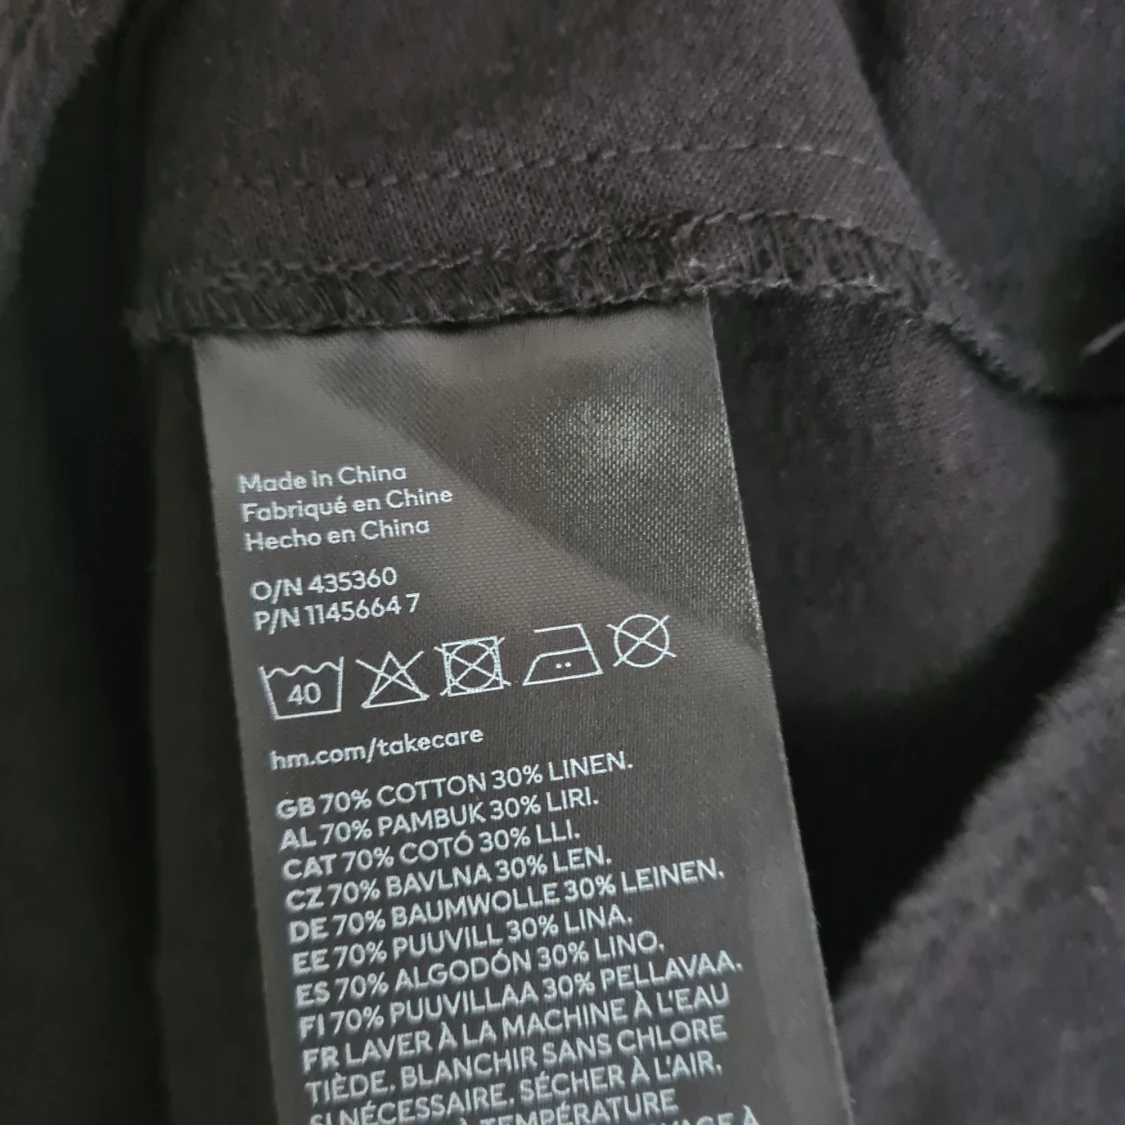 Made in China
Fabriqué en Chine
Hecho en China
O/N 435360
P/N 11456647
40
hm.com/takecare
GB 70% COTTON 30% LINEN.
AL 70% PAMBUK 30% LIRI.
CAT 70% COTÓ 30% LLI.
CZ 70% BAVLNA 30% LEN.
DE 70% BAUMWOLLE 30% LEINEN.
EE 70% PUUVILL 30% LINA.
ES 70% ALGODÓN 30% LINO.
FI 70% PUUVILLAA 30% PELLAVAA.
FR LAVER À LA MACHINE À L'EAU
TIÈDE. BLANCHIR SANS CHLORE
SI NÉCESSAIRE. SÉCHER À L'AIR.
À TEMPÉRATURE